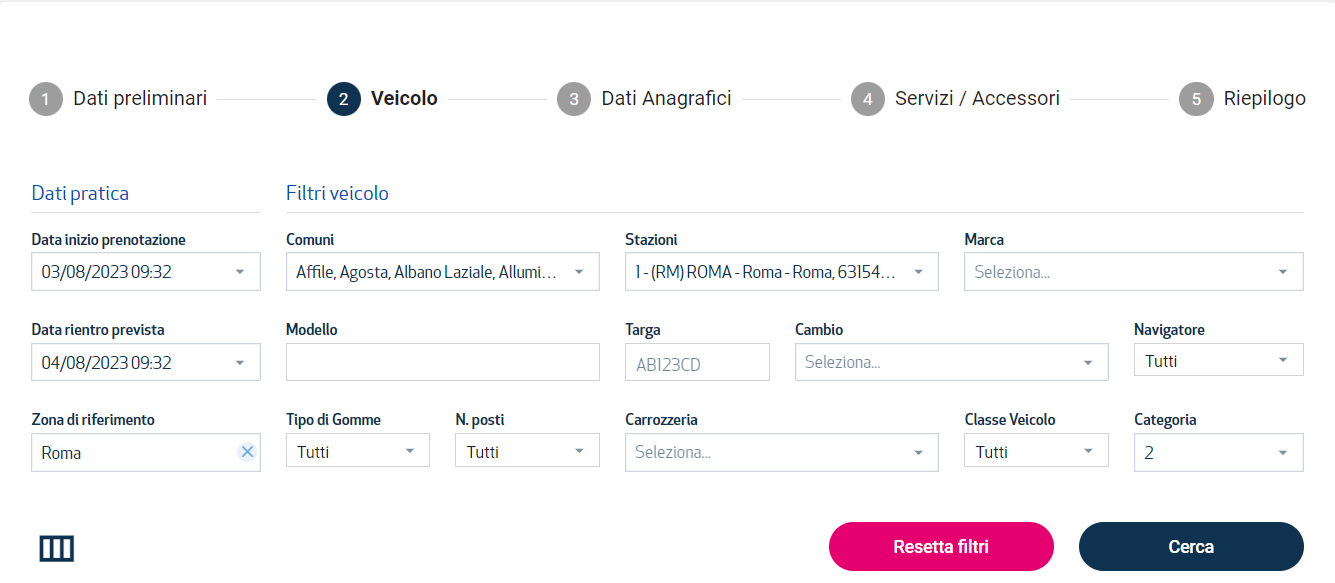 1 Dati preliminari 2 Veicolo 3 Dati Anagrafici 4 Servizi / Accessori 5 Riepilogo
Dati pratica Filtri veicolo
Data inizio prenotazione Comuni Stazioni Marca
03/08/2023 09:32 Affile, Agosta, Albano Laziale, Allumi... 1 - (RM) ROMA - Roma - Roma, 63154... Seleziona...
Data rientro prevista Modello Targa Cambio Navigatore
04/08/2023 09:32 AB123CD Seleziona... Tutti
Zona di riferimento Tipo di Gomme N. posti Carrozzeria Classe Veicolo Categoria
Roma Tutti Tutti Seleziona... Tutti 2
Resetta filtri Cerca